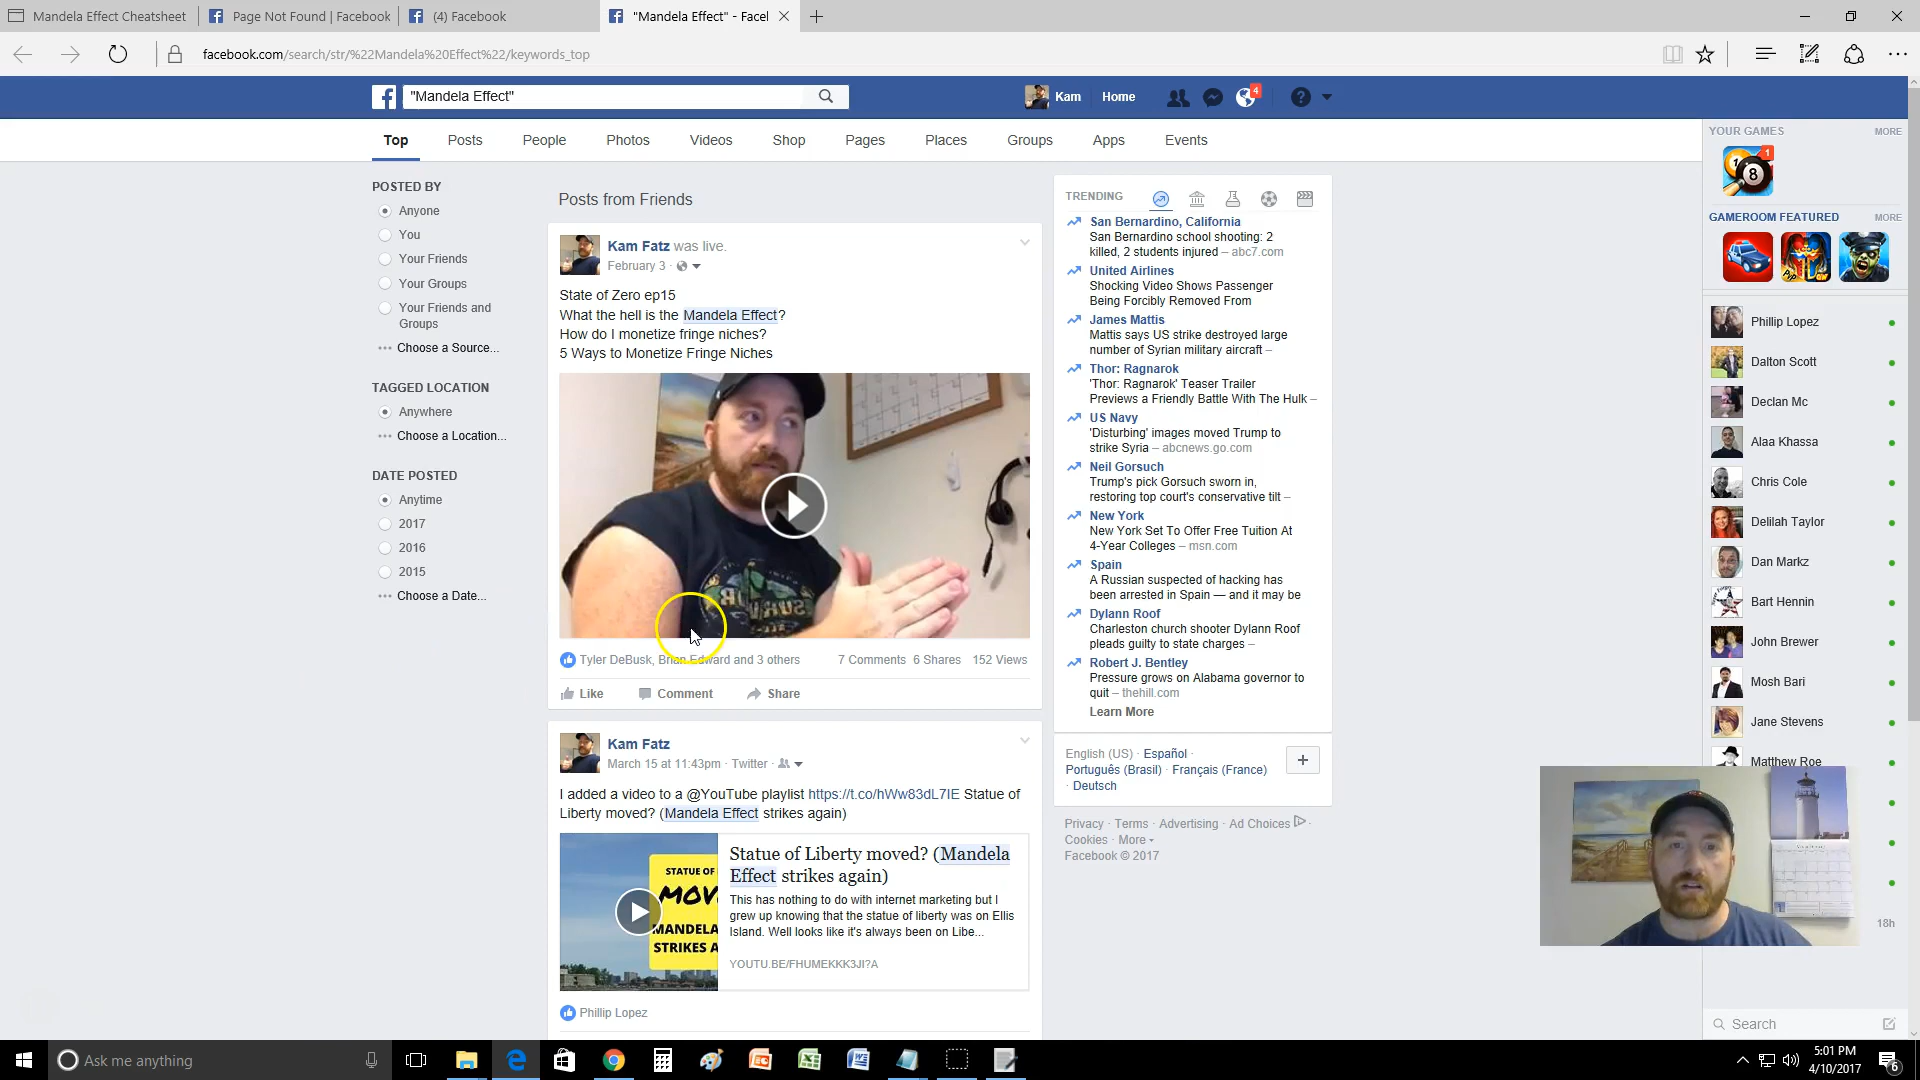 Mandela Effect Cheatsheet
Page Not Found | Facebook
(4) Facebook
"Mandela Effect" - Facel
facebook.com/search/str/%22Mandela%20Effect%22/keywords_top
"Mandela Effect"
Kam
Home
4
Top
Posts
People
Photos
Videos
Shop
Pages
Places
Groups
Apps
Events
POSTED BY
Anyone
You
Your Friends
Your Groups
Your Friends and
Groups
Choose a Source...
TAGGED LOCATION
Anywhere
Choose a Location...
DATE POSTED
Anytime
2017
2016
2015
Choose a Date...
Posts from Friends
Kam Fatz was live.
February 3 ·
State of Zero ep15
What the hell is the Mandela Effect?
How do I monetize fringe niches?
5 Ways to Monetize Fringe Niches
Tyler DeBusk, Brian Edward and 3 others
7 Comments 6 Shares 152 Views
Like
Comment
Share
Kam Fatz
March 15 at 11:43pm · Twitter ·
I added a video to a @YouTube playlist https://t.co/hWw83dL7IE Statue of
Liberty moved? (Mandela Effect strikes again)
STATUE OF
MOV
MANDELA
STRIKES A
Statue of Liberty moved? (Mandela
Effect strikes again)
This has nothing to do with internet marketing but I
grew up knowing that the statue of liberty was on Ellis
Island. Well looks like it's always been on Libe...
YOUTU.BE/FHUMEKKK3JI?A
Phillip Lopez
TRENDING
San Bernardino, California
San Bernardino school shooting: 2
killed, 2 students injured – abc7.com
United Airlines
Shocking Video Shows Passenger
Being Forcibly Removed From
James Mattis
Mattis says US strike destroyed large
number of Syrian military aircraft –
Thor: Ragnarok
'Thor: Ragnarok' Teaser Trailer
Previews a Friendly Battle With The Hulk –
US Navy
'Disturbing' images moved Trump to
strike Syria – abcnews.go.com
Neil Gorsuch
Trump's pick Gorsuch sworn in,
restoring top court's conservative tilt –
New York
New York Set To Offer Free Tuition At
4-Year Colleges – msn.com
Spain
A Russian suspected of hacking has
been arrested in Spain — and it may be
Dylann Roof
Charleston church shooter Dylann Roof
pleads guilty to state charges –
Robert J. Bentley
Pressure grows on Alabama governor to
quit – thehill.com
Learn More
English (US) · Español ·
Português (Brasil) · Français (France)
· Deutsch
Privacy · Terms · Advertising · Ad Choices ·
Cookies · More
Facebook © 2017
YOUR GAMES
MORE
1
8
GAMEROOM FEATURED
MORE
Phillip Lopez
Dalton Scott
Declan Mc
Alaa Khassa
Chris Cole
Delilah Taylor
Dan Markz
Bart Hennin
John Brewer
Mosh Bari
Jane Stevens
Matthew Roe
18h
Search
Ask me anything
5:01 PM
4/10/2017
6